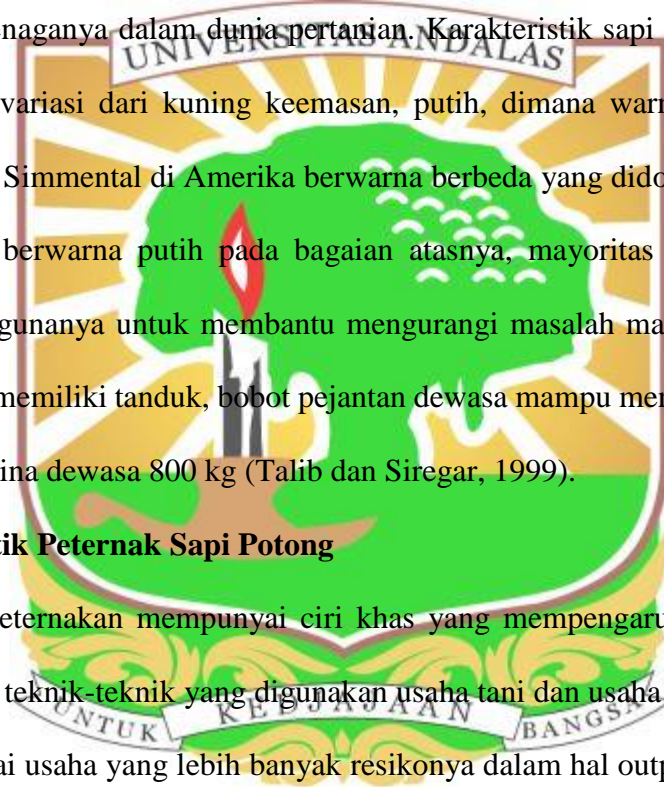 enaganya dalam dunia pertanian. Karakteristik sapi
UNIVERSITAS ANDALAS
variasi dari kuning keemasan, putih, dimana warn
Simmental di Amerika berwarna berbeda yang dido
berwarna putih pada bagaian atasnya, mayoritas
gunanya untuk membantu mengurangi masalah ma
memiliki tanduk, bobot pejantan dewasa mampu men
ina dewasa 800 kg (Talib dan Siregar, 1999).
tik Peternak Sapi Potong
eternakan mempunyai ciri khas yang mempengaru
teknik-teknik yang digunakan usaha tani dan usaha
UNTUK KEDJAJAAN BANGSA
ai usaha yang lebih banyak resikonya dalam hal outp